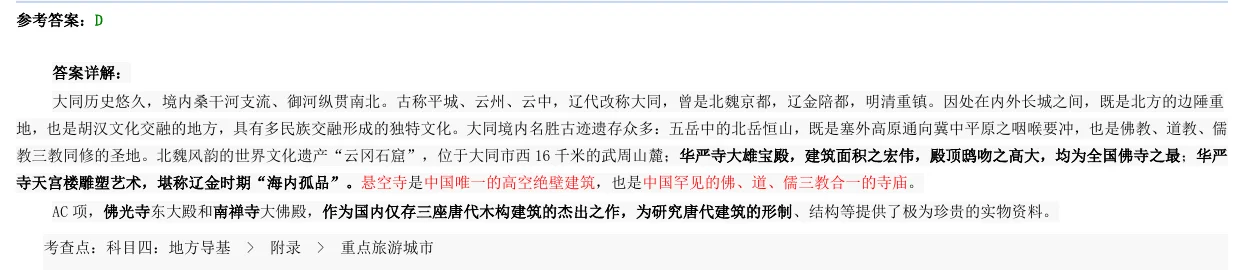 参考答案：D
答案详解：
大同历史悠久，境内桑干河支流、御河纵贯南北。古称平城、云州、云中，辽代改称大同，曾是北魏京都，辽金陪都，明清重镇。因处在内外长城之间，既是北方的边陲重
地，也是胡汉文化交融的地方，具有多民族交融形成的独特文化。大同境内名胜古迹遗存众多：五岳中的北岳恒山，既是塞外高原通向冀中平原之咽喉要冲，也是佛教、道教、儒
教三教同修的圣地。北魏风韵的世界文化遗产“云冈石窟”，位于大同市西 16 千米的武周山麓；华严寺大雄宝殿，建筑面积之宏伟，殿顶鸱吻之高大，均为全国佛寺之最；华严
寺天宫楼雕塑艺术，堪称辽金时期“海内孤品”。悬空寺是中国唯一的高空绝壁建筑，也是中国罕见的佛、道、儒三教合一的寺庙。
AC 项，佛光寺东大殿和南禅寺大佛殿，作为国内仅存三座唐代木构建筑的杰出之作，为研究唐代建筑的形制、结构等提供了极为珍贵的实物资料。
考查点：科目四：地方导基 > 附录 > 重点旅游城市